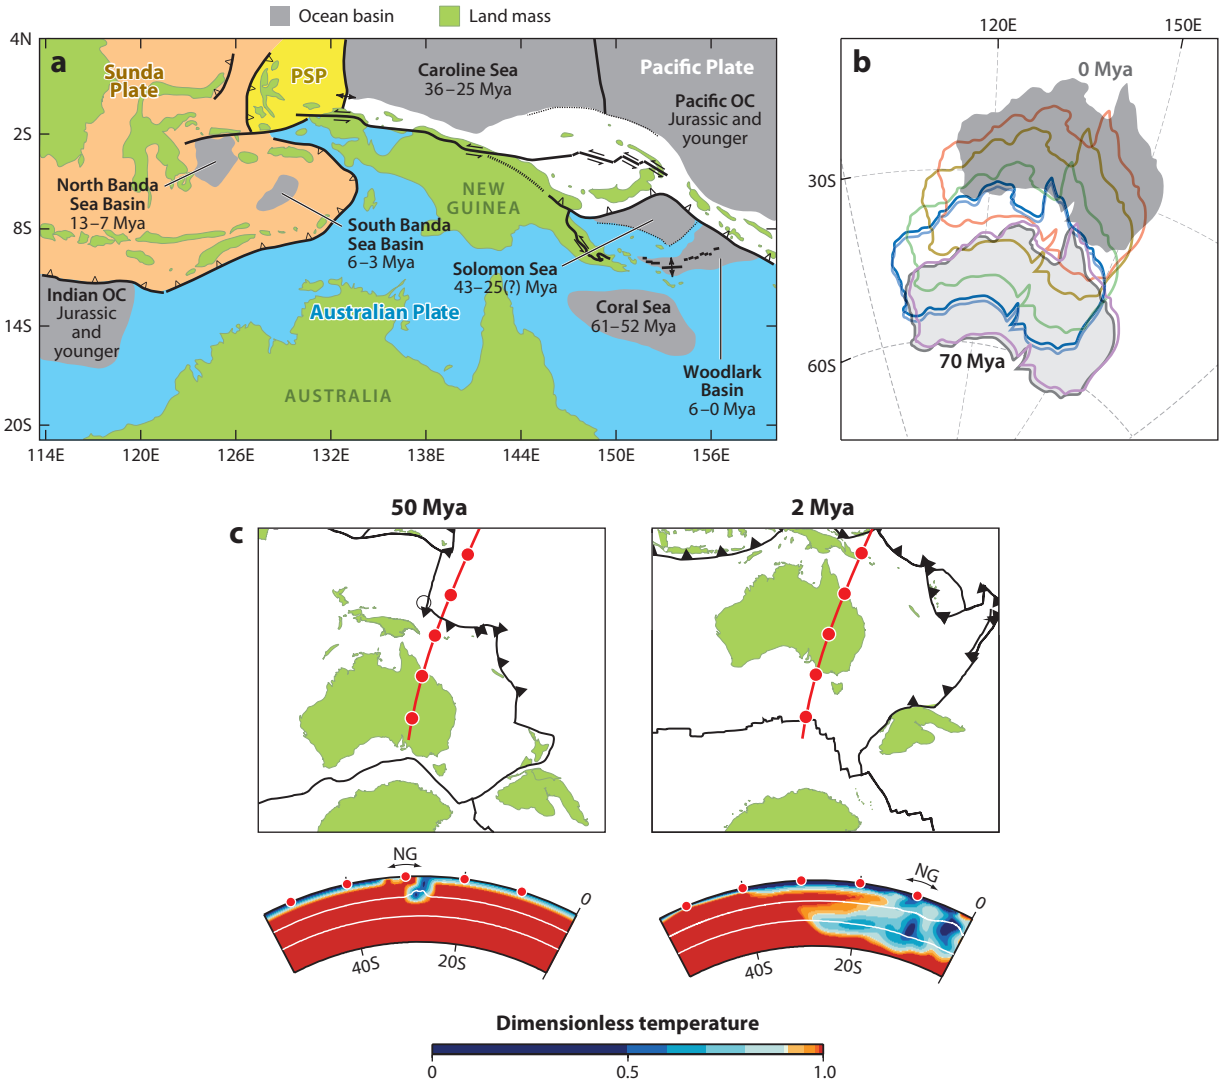 Ocean basin
Land mass
a
4N
2S
8S
14S
20S
114E
120E
126E
132E
138E
144E
150E
156E
Sunda
Plate
PSP
Caroline Sea
36–25 Mya
Pacific Plate
Pacific OC
Jurassic
and
younger
North Banda
Sea Basin
13–7 Mya
NEW
GUINEA
South Banda
Sea Basin
6–3 Mya
Solomon Sea
43–25(?) Mya
Indian OC
Jurassic
and
younger
Australian Plate
Coral Sea
61–52 Mya
Woodlark
Basin
6–0 Mya
AUSTRALIA
b
120E
150E
0 Mya
30S
60S
70 Mya
c
50 Mya
2 Mya
NG
0
40S
20S
NG
0
40S
20S
Dimensionless temperature
0
0.5
1.0